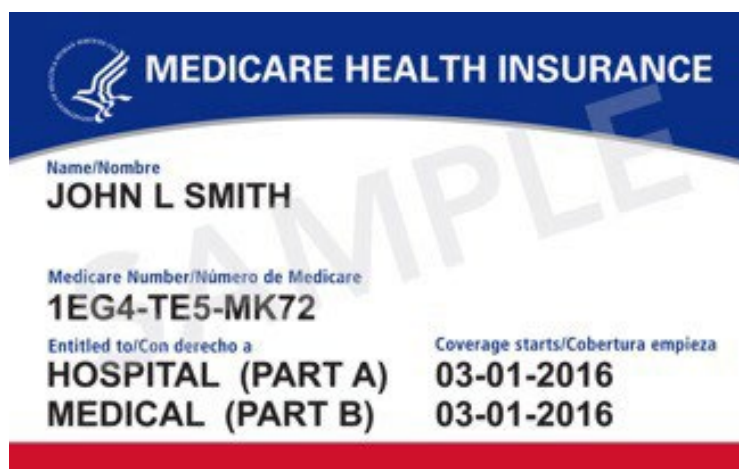 MEDICARE HEALTH INSURANCE
Name/Nombre
JOHN L SMITH
Medicare Number/Número de Medicare
1EG4-TE5-MK72
Entitled to/Con derecho a Coverage starts/Cobertura empieza
HOSPITAL (PART A) 03-01-2016
MEDICAL (PART B) 03-01-2016
SAMPLE